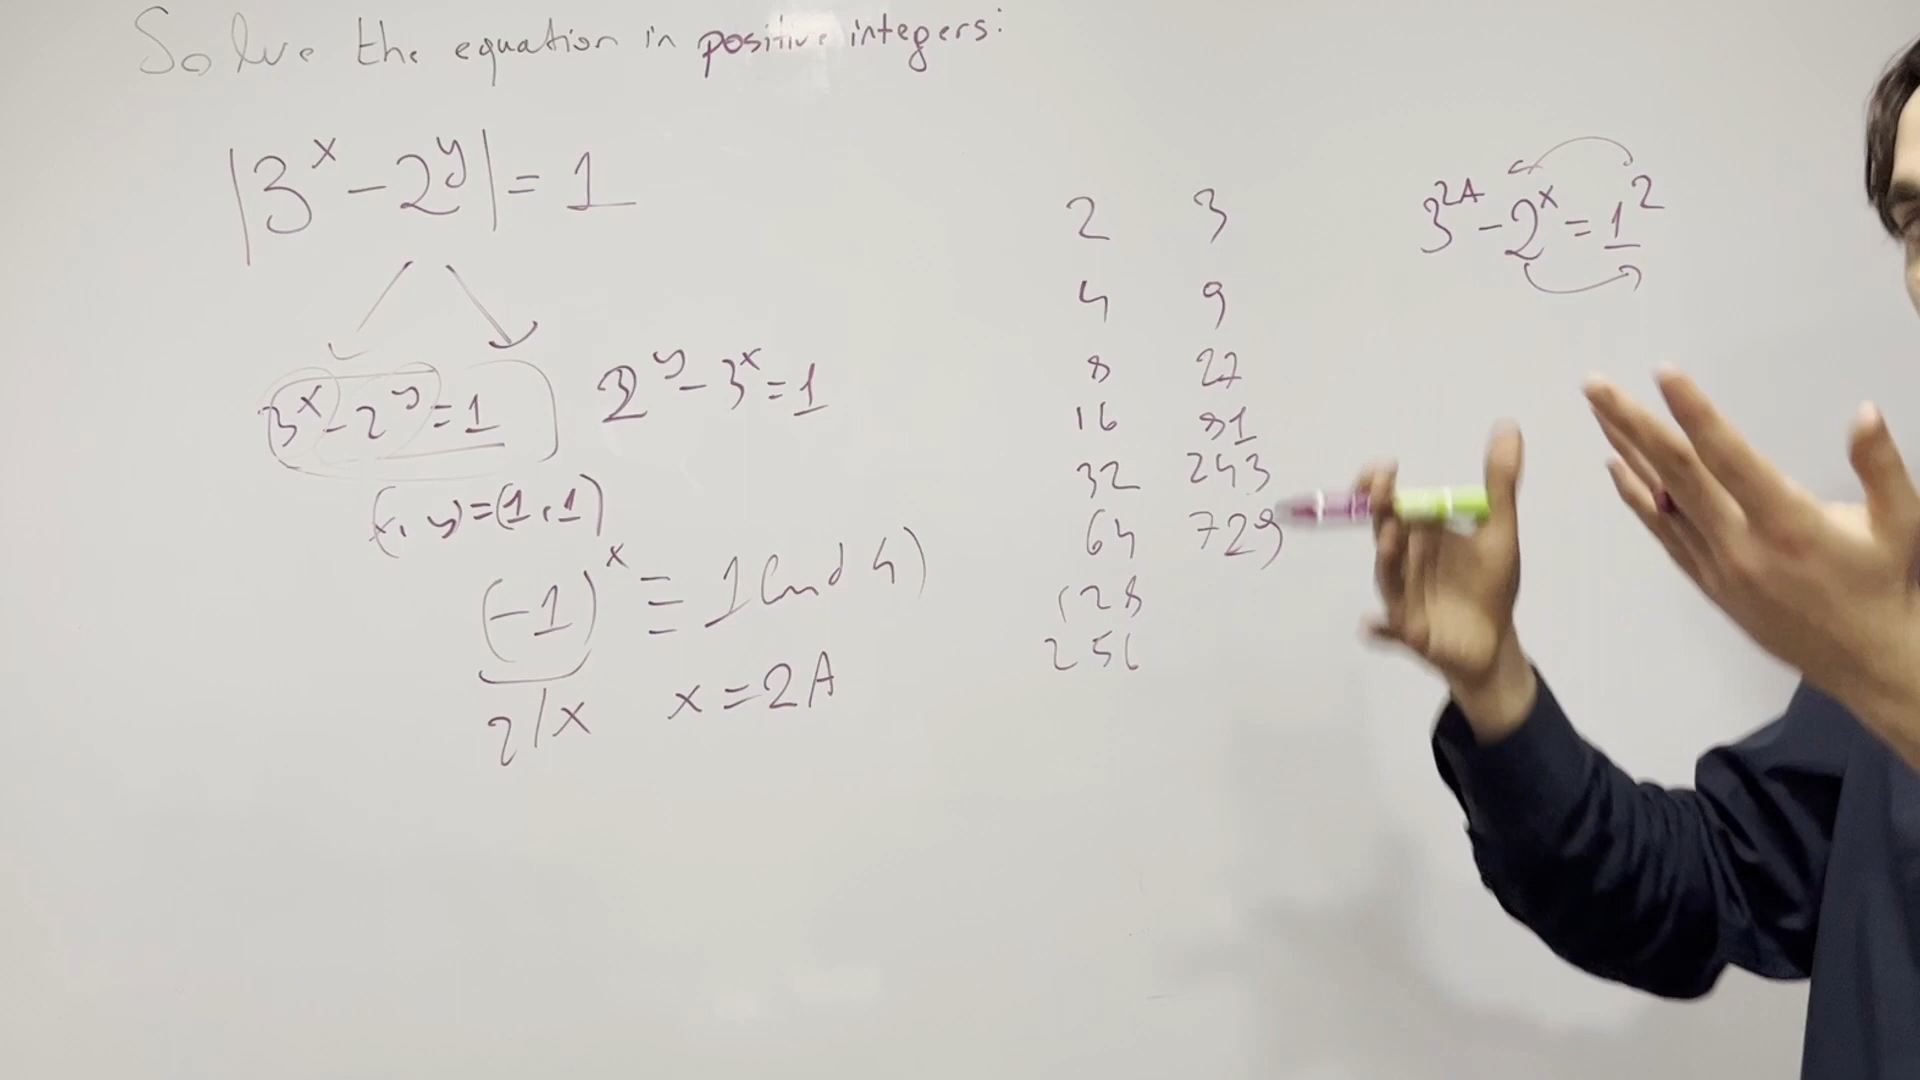 Solve the equation in positive integers:
|3^x - 2^y| = 1
3^x - 2^y = 1
2^y - 3^x = 1
(x, y) = (1, 1)
(-1)^x ≡ 1 (mod 4)
2/x x = 2A
2 3
4 9
8 27
16 81
32 243
64 729
128
256
3^2A - 2^x = 1^2